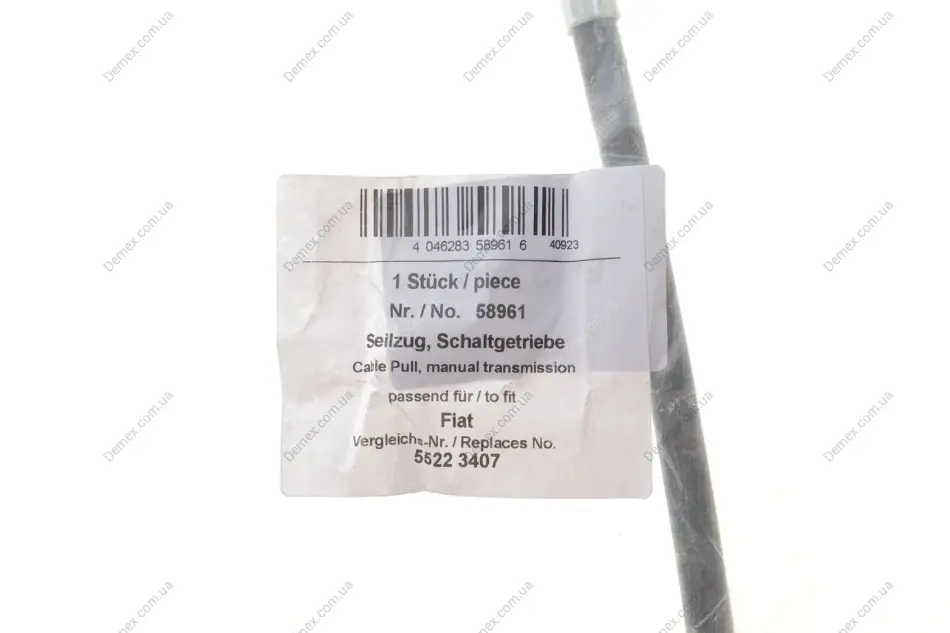 4 046283 58961 6 40923
1 Stück / piece
Nr. / No. 58961
Seilzug, Schaltgetriebe
Cable Pull, manual transmission
passend für / to fit
Fiat
Vergleichs-Nr. / Replaces No.
5522 3407
Demex.com.ua